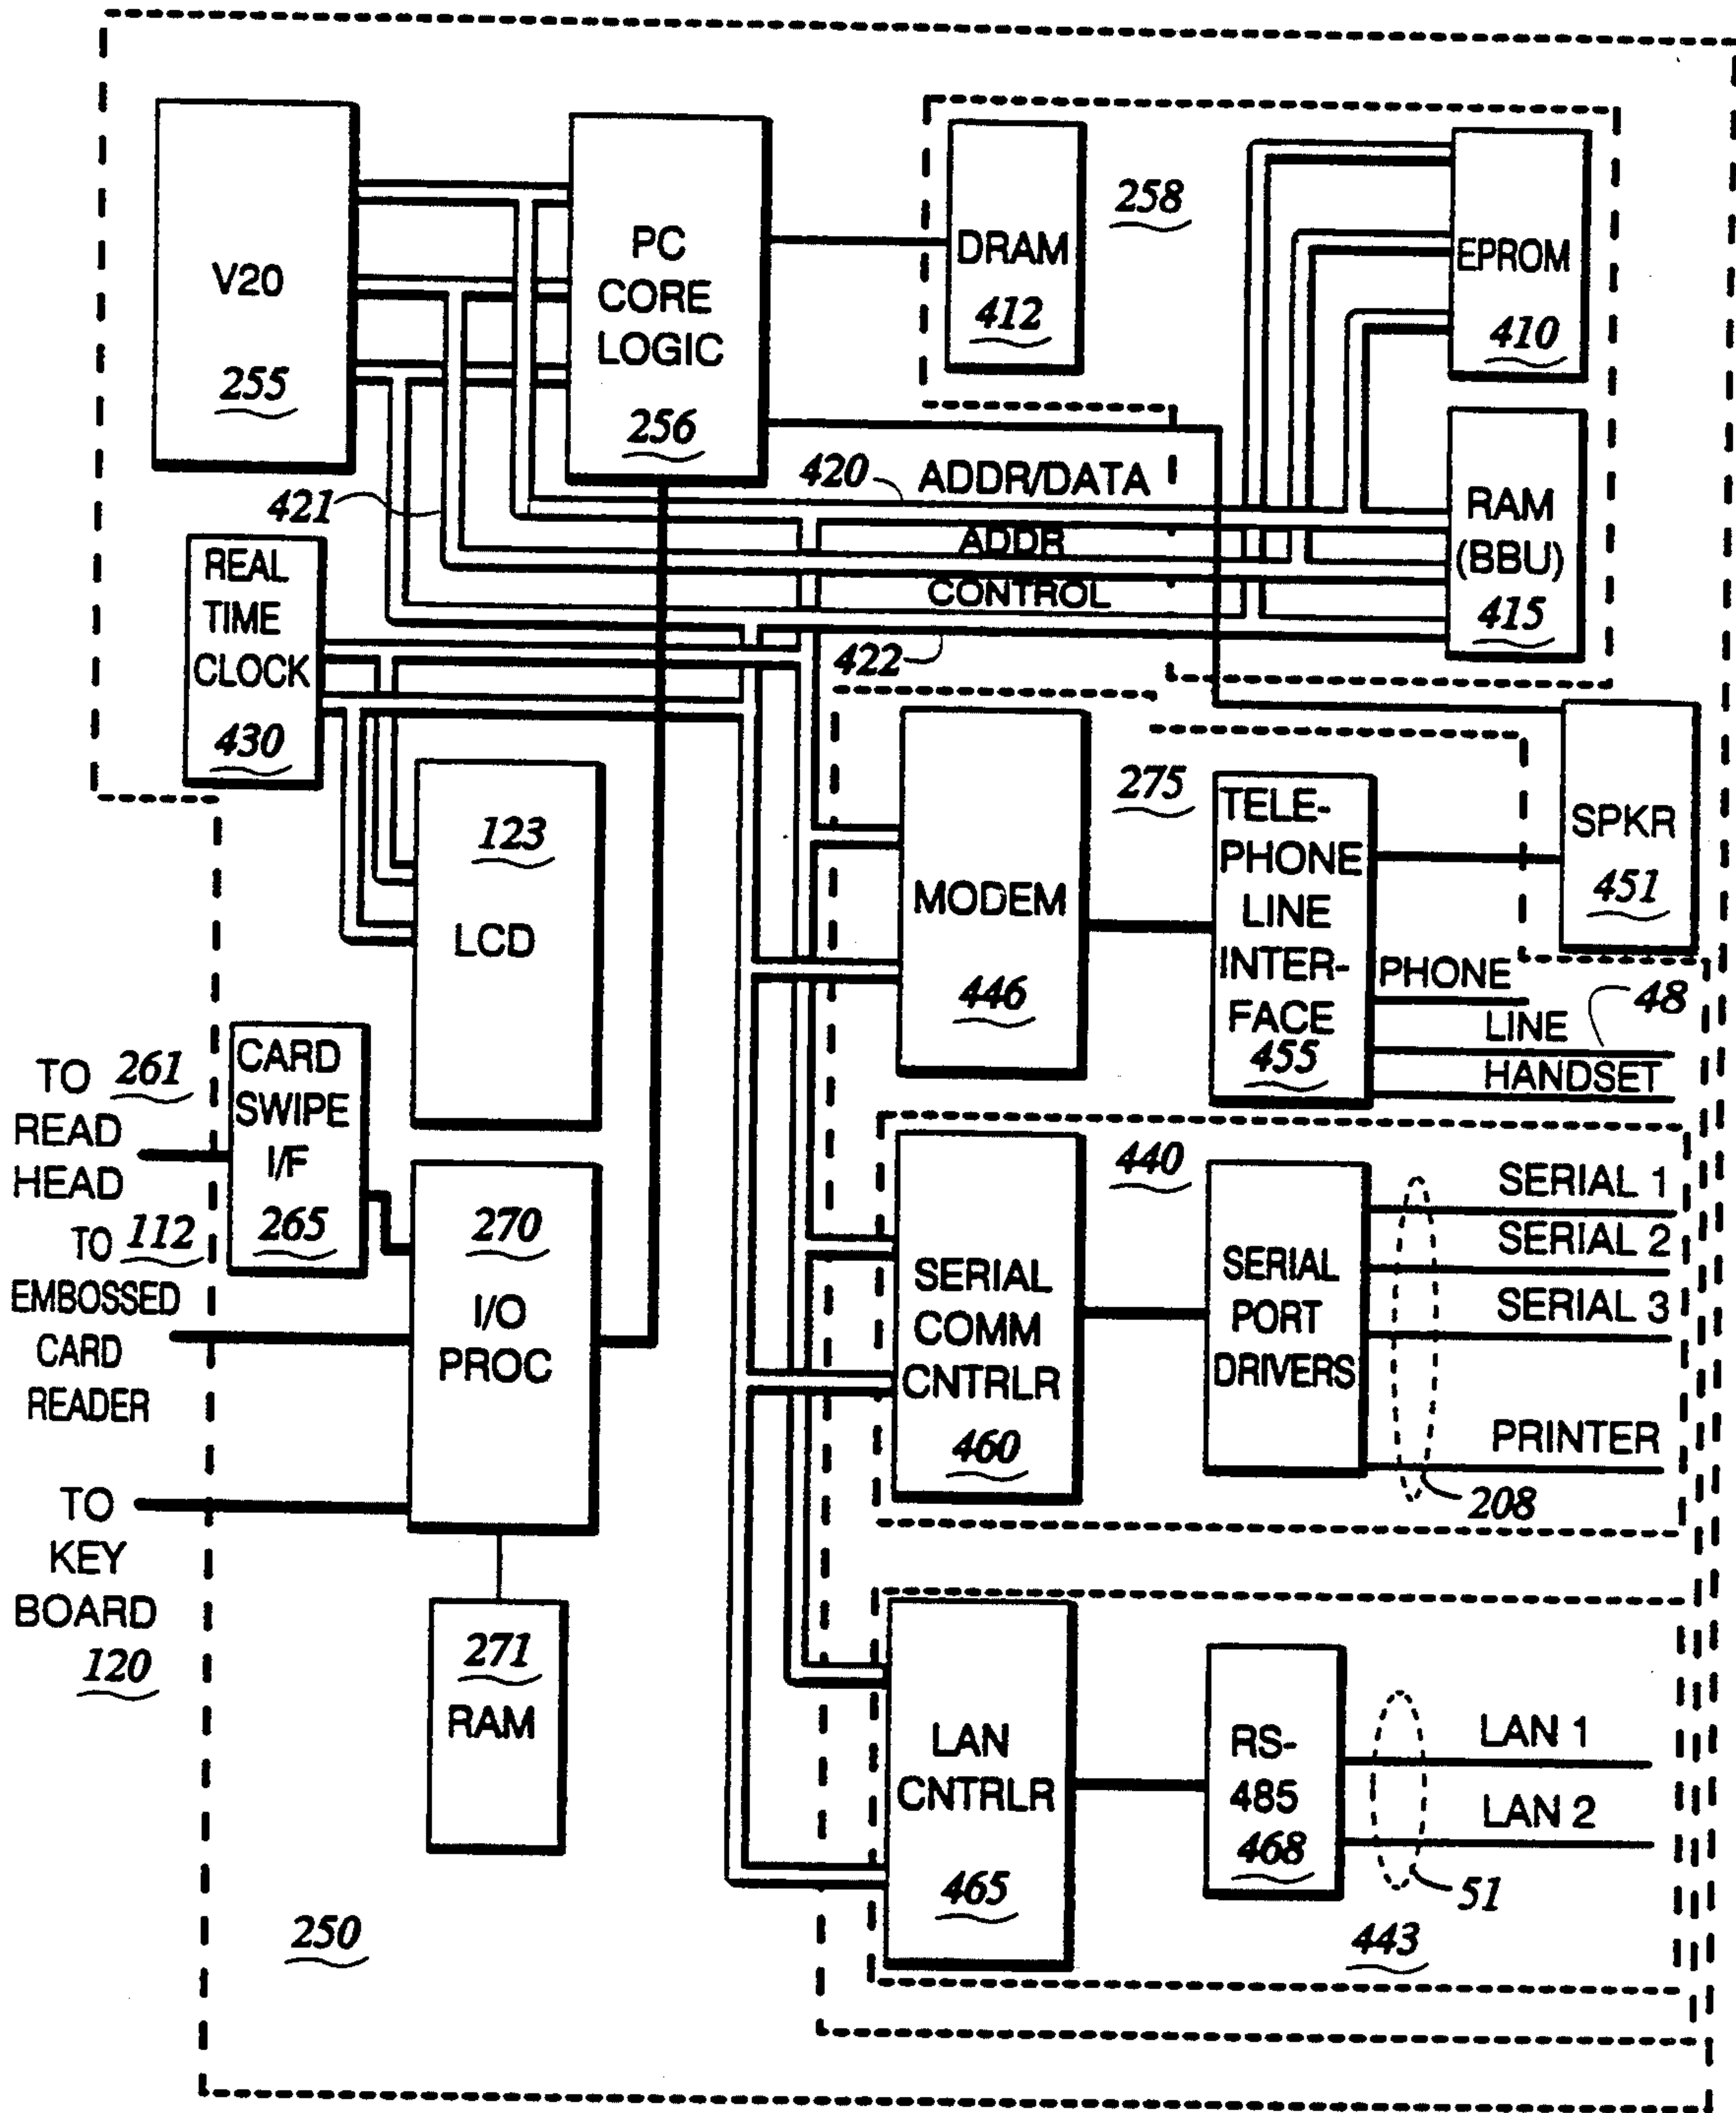 V20
255
PC
CORE
LOGIC
256
DRAM
412
258
EPROM
410
RAM
(BBU)
415
420
ADDR/DATA
421
ADDR
CONTROL
422
REAL
TIME
CLOCK
430
123
LCD
MODEM
446
275
TELE-
PHONE
LINE
INTER-
FACE
455
SPKR
451
PHONE
48
LINE
HANDSET
TO 261
READ
HEAD
CARD
SWIPE
I/F
265
TO 112
EMBOSSED
CARD
READER
270
I/O
PROC
TO
KEY
BOARD
120
271
RAM
250
440
SERIAL
COMM
CNTRLR
460
SERIAL
PORT
DRIVERS
SERIAL 1
SERIAL 2
SERIAL 3
PRINTER
208
LAN
CNTRLR
465
RS-
485
468
LAN 1
LAN 2
51
443